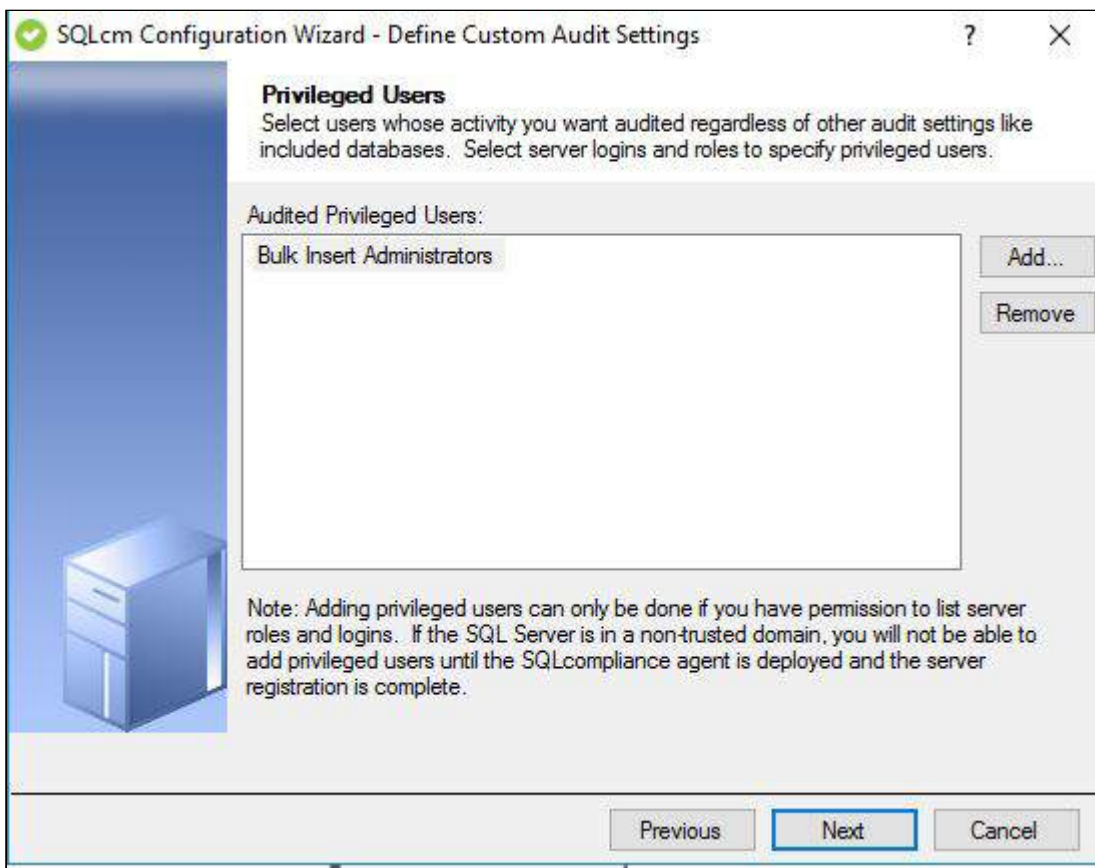 SQLcm Configuration Wizard - Define Custom Audit Settings
?
Privileged Users
Select users whose activity you want audited regardless of other audit settings like
included databases. Select server logins and roles to specify privileged users.
Audited Privileged Users:
Bulk Insert Administrators
Add...
Remove
Note: Adding privileged users can only be done if you have permission to list server
roles and logins. If the SQL Server is in a non-trusted domain, you will not be able to
add privileged users until the SQLcompliance agent is deployed and the server
registration is complete.
Previous
Next
Cancel